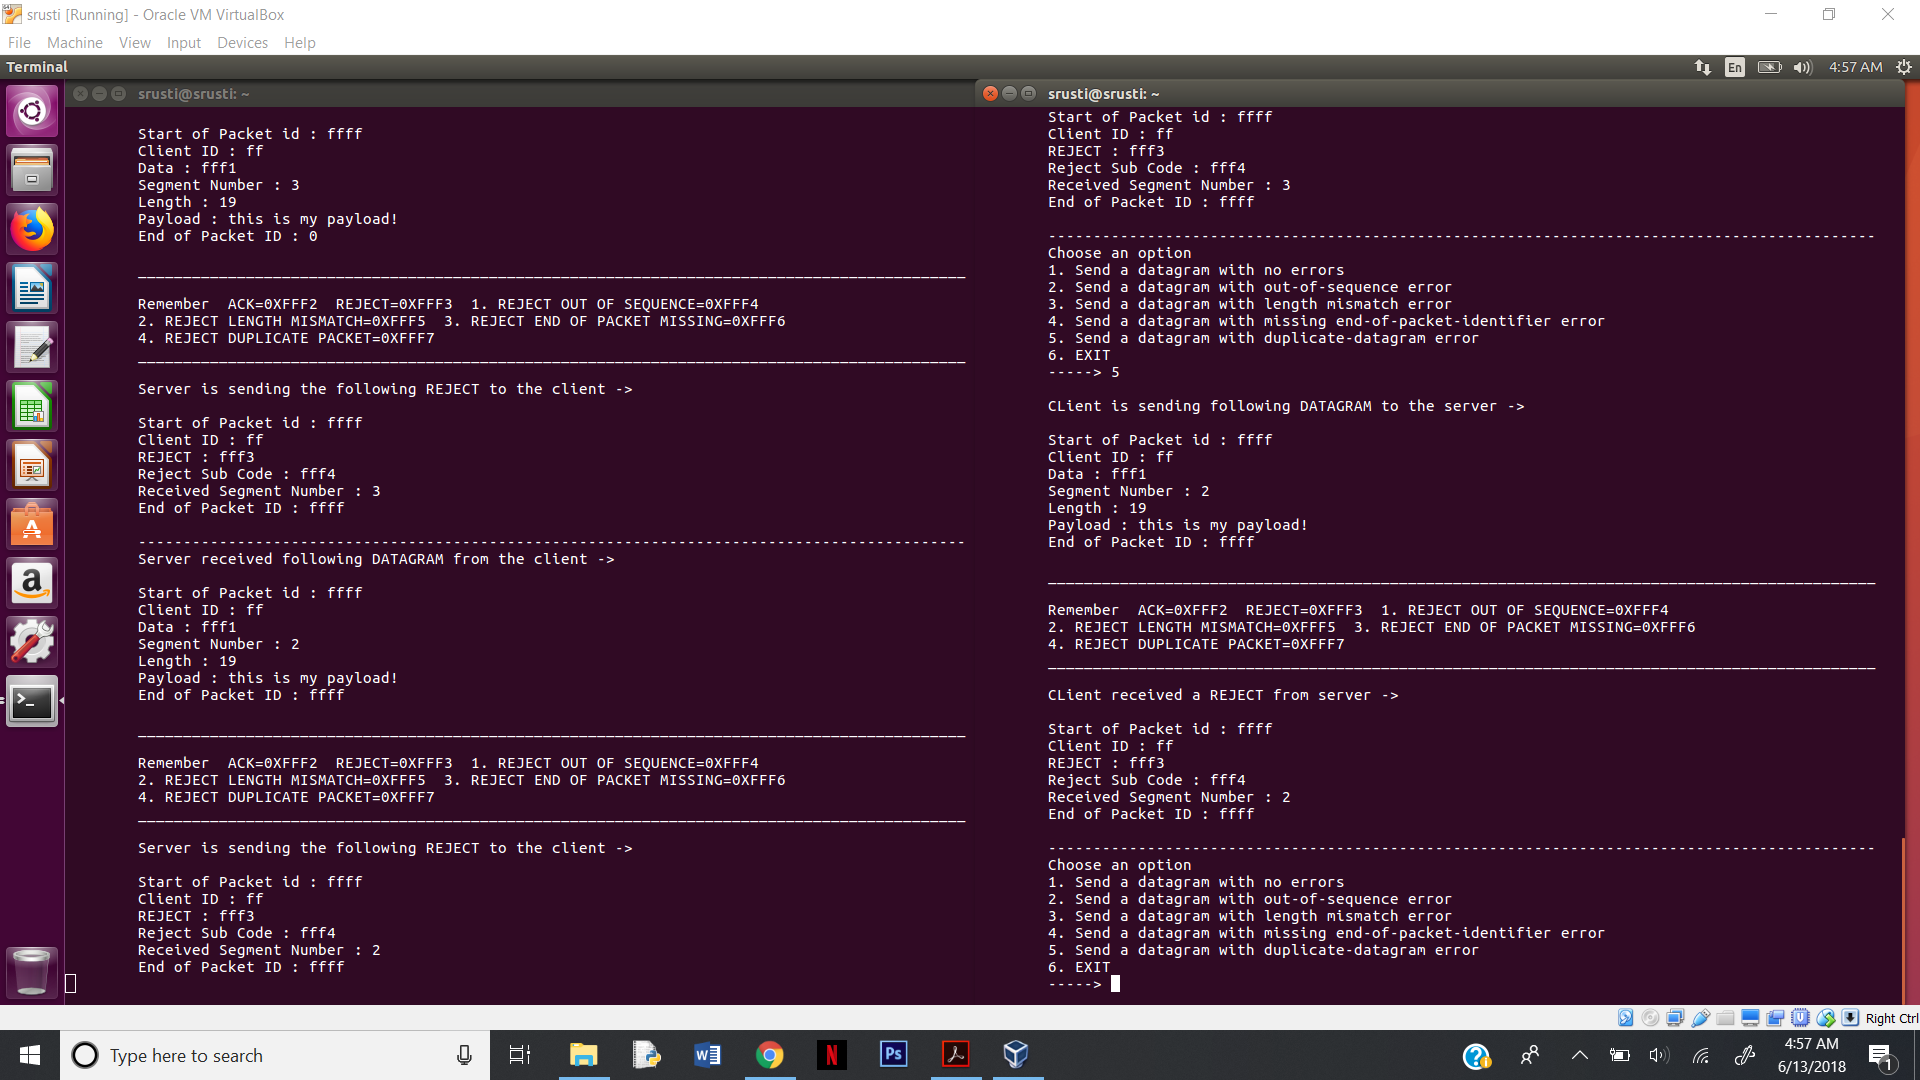 srusti [Running] - Oracle VM VirtualBox
File Machine View Input Devices Help
Terminal
En
4:57 AM
srusti@srusti: ~
Start of Packet id : ffff
Client ID : ff
Data : fff1
Segment Number : 3
Length : 19
Payload : this is my payload!
End of Packet ID : 0
Remember ACK=0XFFF2 REJECT=0XFFF3 1. REJECT OUT OF SEQUENCE=0XFFF4
2. REJECT LENGTH MISMATCH=0XFFF5 3. REJECT END OF PACKET MISSING=0XFFF6
4. REJECT DUPLICATE PACKET=0XFFF7
Server is sending the following REJECT to the client ->
Start of Packet id : ffff
Client ID : ff
REJECT : fff3
Reject Sub Code : fff4
Received Segment Number : 3
End of Packet ID : ffff
Server received following DATAGRAM from the client ->
Start of Packet id : ffff
Client ID : ff
Data : fff1
Segment Number : 2
Length : 19
Payload : this is my payload!
End of Packet ID : ffff
Remember ACK=0XFFF2 REJECT=0XFFF3 1. REJECT OUT OF SEQUENCE=0XFFF4
2. REJECT LENGTH MISMATCH=0XFFF5 3. REJECT END OF PACKET MISSING=0XFFF6
4. REJECT DUPLICATE PACKET=0XFFF7
Server is sending the following REJECT to the client ->
Start of Packet id : ffff
Client ID : ff
REJECT : fff3
Reject Sub Code : fff4
Received Segment Number : 2
End of Packet ID : ffff
srusti@srusti: ~
Start of Packet id : ffff
Client ID : ff
REJECT : fff3
Reject Sub Code : fff4
Received Segment Number : 3
End of Packet ID : ffff
Choose an option
1. Send a datagram with no errors
2. Send a datagram with out-of-sequence error
3. Send a datagram with length mismatch error
4. Send a datagram with missing end-of-packet-identifier error
5. Send a datagram with duplicate-datagram error
6. EXIT
-----> 5
CLient is sending following DATAGRAM to the server ->
Start of Packet id : ffff
Client ID : ff
Data : fff1
Segment Number : 2
Length : 19
Payload : this is my payload!
End of Packet ID : ffff
Remember ACK=0XFFF2 REJECT=0XFFF3 1. REJECT OUT OF SEQUENCE=0XFFF4
2. REJECT LENGTH MISMATCH=0XFFF5 3. REJECT END OF PACKET MISSING=0XFFF6
4. REJECT DUPLICATE PACKET=0XFFF7
CLient received a REJECT from server ->
Start of Packet id : ffff
Client ID : ff
REJECT : fff3
Reject Sub Code : fff4
Received Segment Number : 2
End of Packet ID : ffff
Choose an option
1. Send a datagram with no errors
2. Send a datagram with out-of-sequence error
3. Send a datagram with length mismatch error
4. Send a datagram with missing end-of-packet-identifier error
5. Send a datagram with duplicate-datagram error
6. EXIT
----->
Right Ctrl
Type here to search
4:57 AM
6/13/2018
1